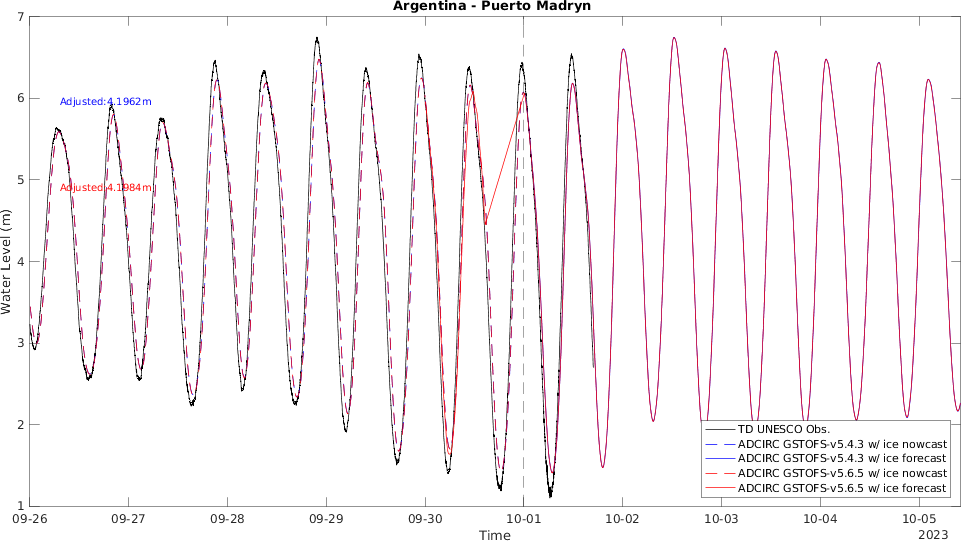 Argentina - Puerto Madryn
7
6
5
4
3
2
1
Water Level (m)
Adjusted:4.1962m
Adjusted:4.1984m
TD UNESCO Obs.
ADCIRC GSTOFS-v5.4.3 w/ ice nowcast
ADCIRC GSTOFS-v5.4.3 w/ ice forecast
ADCIRC GSTOFS-v5.6.5 w/ ice nowcast
ADCIRC GSTOFS-v5.6.5 w/ ice forecast
09-26 09-27 09-28 09-29 09-30 10-01 10-02 10-03 10-04 10-05
Time
2023